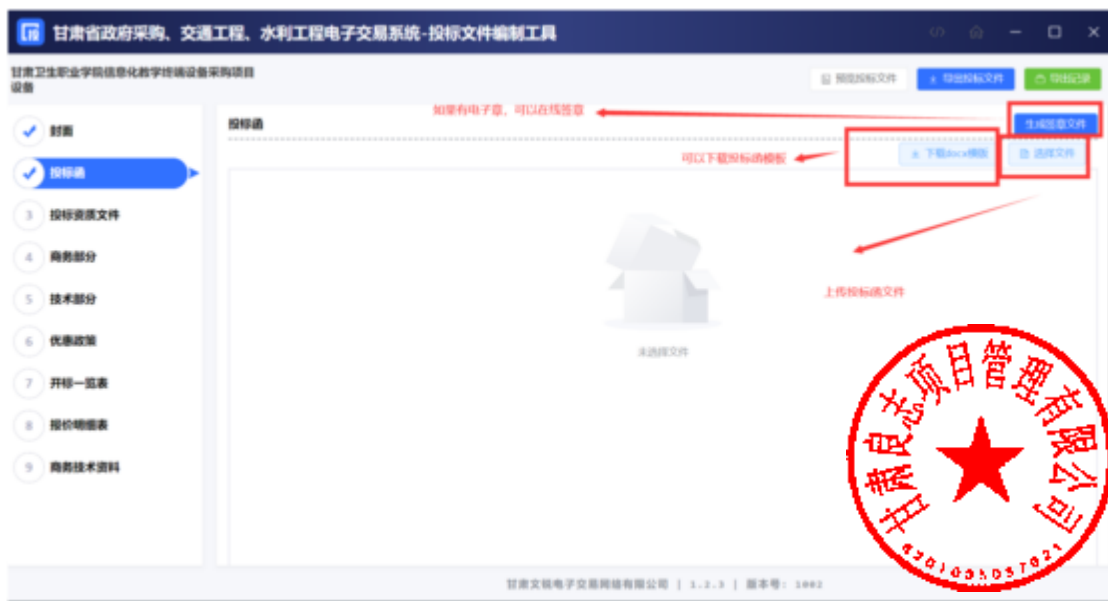 甘肃省政府采购、交通工程、水利工程电子交易系统-投标文件编制工具
甘肃卫生职业学院信息化教学终端设备采购项目
设备
预览投标文件
导出投标文件
导出记录
封面
投标函
如果有电子章，可以在线签章
生成签章文件
可以下载投标函模板
下载docx模版
选择文件
投标函
3 投标资质文件
4 商务部分
5 技术部分
6 优惠政策
7 开标一览表
8 报价明细表
9 商务技术资料
上传投标函文件
未选择文件
甘肃良志项目管理有限公司
甘肃文锐电子交易网络有限公司 | 1.2.3 | 版本号: 1002